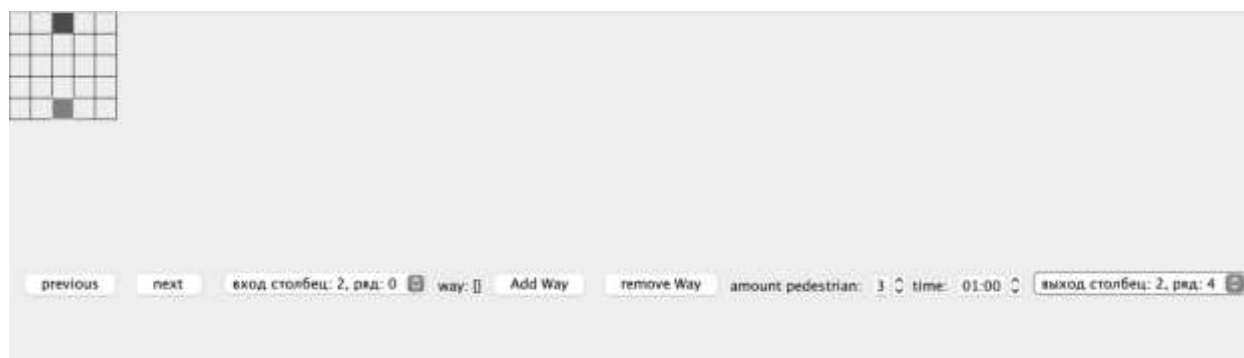 previous next вход столбец: 2, ряд: 0 way: [] Add Way remove Way amount pedestrian: 3 time: 01:00 выход столбец: 2, ряд: 4